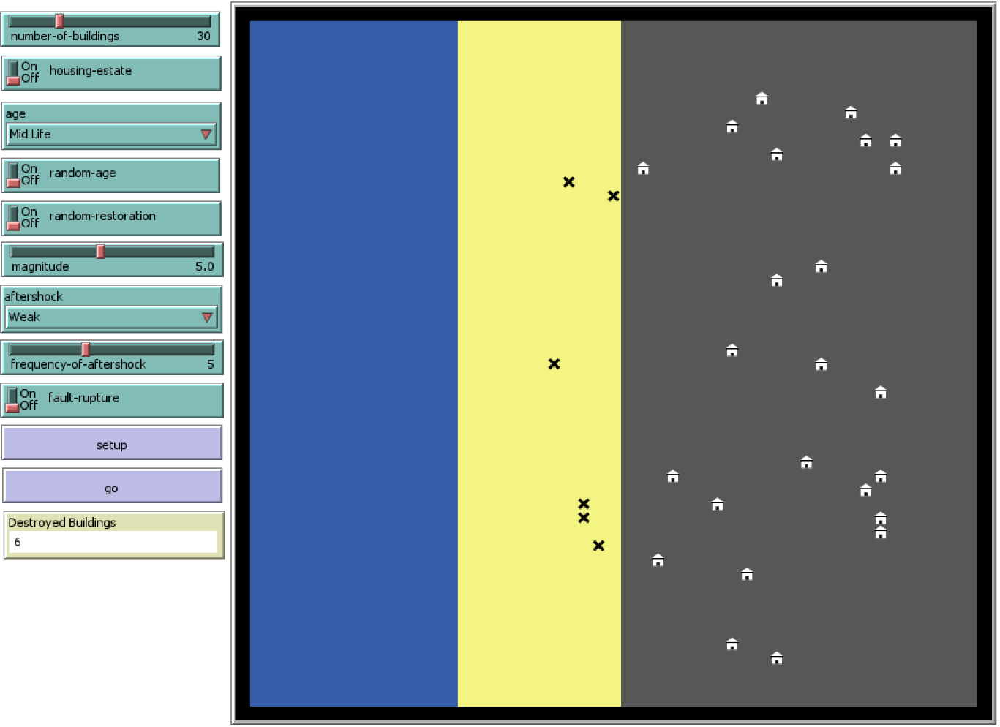 number-of-buildings 30
On
Off
housing-estate
age
Mid Life
On
Off
random-age
On
Off
random-restoration
magnitude 5.0
aftershock
Weak
frequency-of-aftershock 5
On
Off
fault-rupture
setup
go
Destroyed Buildings
6